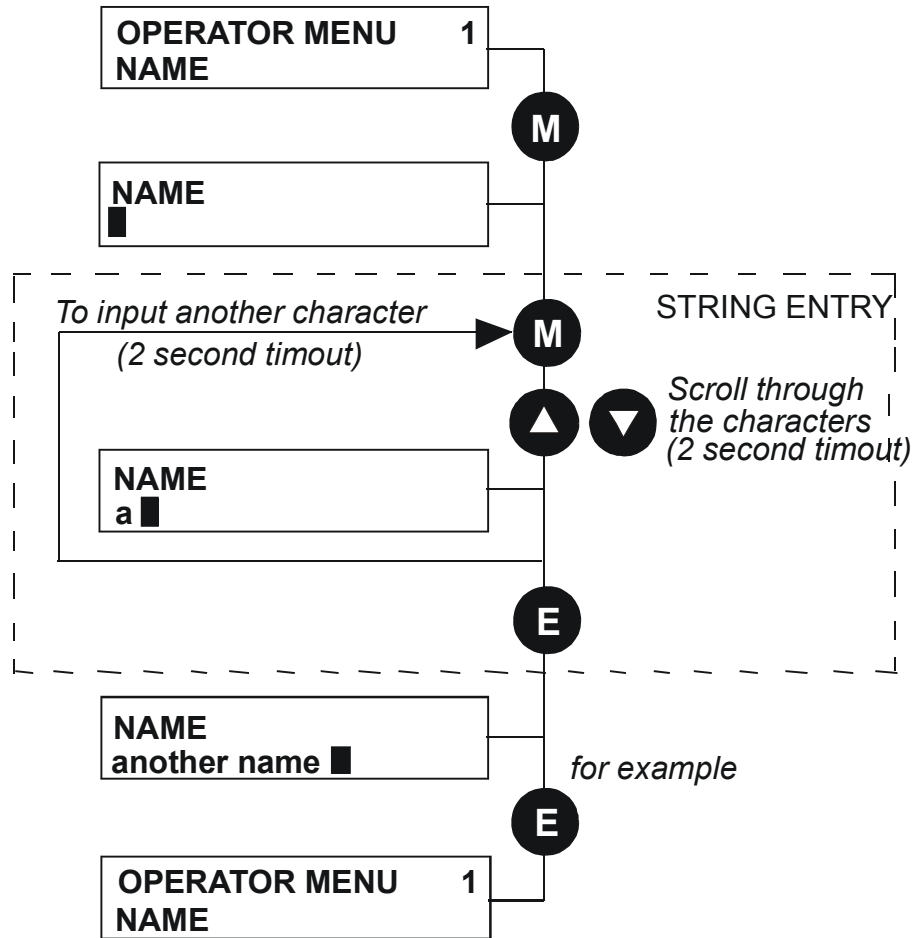 OPERATOR MENU 1
NAME
M
NAME
To input another character
(2 second timout)
M
STRING ENTRY
Scroll through
the characters
(2 second timout)
NAME
a
E
NAME
another name
for example
E
OPERATOR MENU 1
NAME